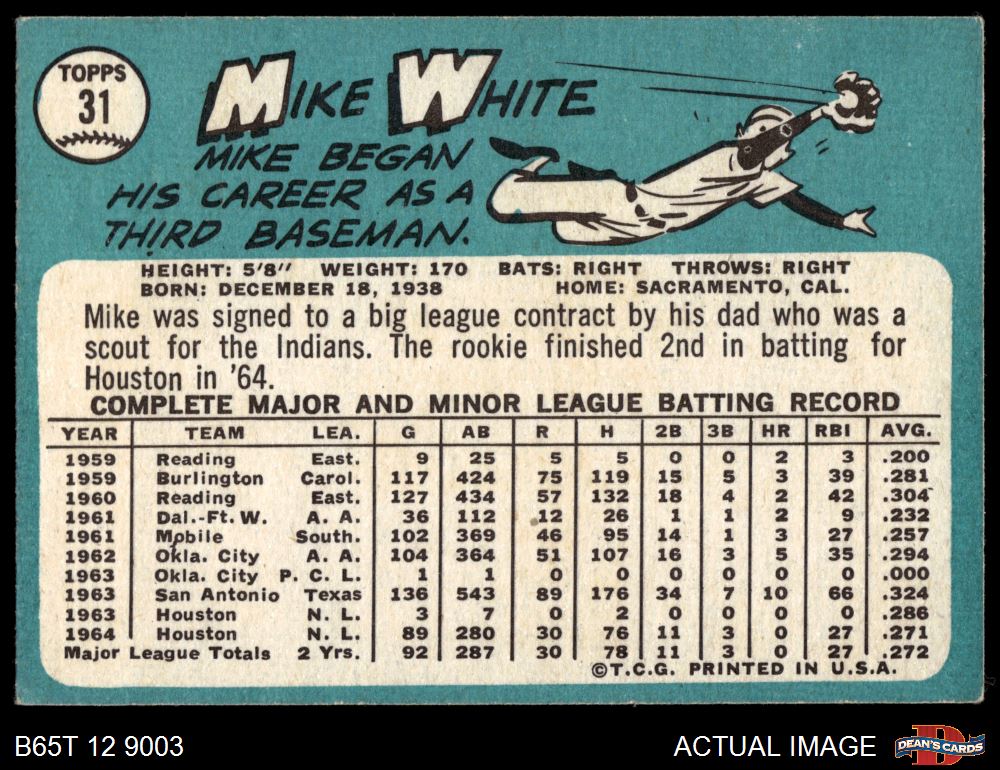 TOPPS
31
MIKE WHITE
MIKE BEGAN
HIS CAREER AS A
THIRD BASEMAN.
HEIGHT: 5'8" WEIGHT: 170 BATS: RIGHT THROWS: RIGHT
BORN: DECEMBER 18, 1938 HOME: SACRAMENTO, CAL.
Mike was signed to a big league contract by his dad who was a
scout for the Indians. The rookie finished 2nd in batting for
Houston in '64.
COMPLETE MAJOR AND MINOR LEAGUE BATTING RECORD
YEAR TEAM LEA. G AB R H 2B 3B HR RBI AVG.
1959 Reading East. 9 25 5 5 0 0 2 3 .200
1959 Burlington Carol. 117 424 75 119 15 5 3 39 .281
1960 Reading East. 127 434 57 132 18 4 2 42 .304
1961 Dal.-Ft. W. A. A. 36 112 12 26 1 1 2 9 .232
1961 Mobile South. 102 369 46 95 14 1 3 27 .257
1962 Okla. City A. A. 104 364 51 107 16 3 5 35 .294
1963 Okla. City P. C. L. 1 1 0 0 0 0 0 0 .000
1963 San Antonio Texas 136 543 89 176 34 7 10 66 .324
1963 Houston N. L. 3 7 0 2 0 0 0 0 .286
1964 Houston N. L. 89 280 30 76 11 3 0 27 .271
Major League Totals 2 Yrs. 92 287 30 78 11 3 0 27 .272
©T.C.G. PRINTED IN U.S.A.
B65T 12 9003 ACTUAL IMAGE DEAN'S CARDS